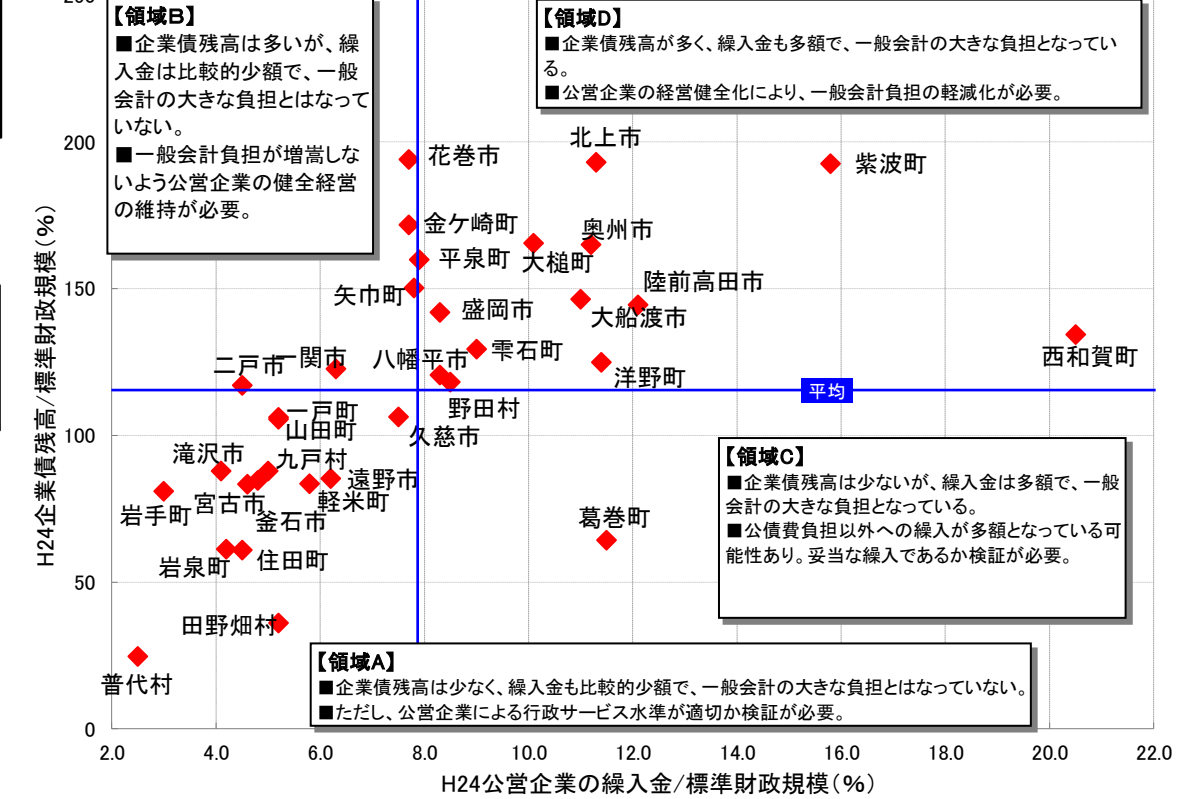 【領域B】
■企業債残高は多いが、繰
入金は比較的少額で、一般
会計の大きな負担とはなって
いない。
■一般会計負担が増嵩しな
いよう公営企業の健全経営
の維持が必要。
【領域D】
■企業債残高が多く、繰入金も多額で、一般会計の大きな負担となってい
る。
■公営企業の経営健全化により、一般会計負担の軽減化が必要。
200
150
100
50
0
H24企業債残高/標準財政規模(%)
北上市
花巻市
紫波町
金ケ崎町
奥州市
平泉町
大槌町
陸前高田市
矢巾町
盛岡市
大船渡市
雫石町
西和賀町
一関市
八幡平市
二戸市
洋野町
平均
野田村
一戸町
山田町
久慈市
滝沢市
九戸村
遠野市
岩手町
宮古市
軽米町
釜石市
葛巻町
岩泉町
住田町
田野畑村
普代村
【領域C】
■企業債残高は少ないが、繰入金は多額で、一般
会計の大きな負担となっている。
■公債費負担以外への繰入が多額となっている可
能性あり。妥当な繰入であるか検証が必要。
【領域A】
■企業債残高は少なく、繰入金も比較的少額で、一般会計の大きな負担とはなっていない。
■ただし、公営企業による行政サービス水準が適切か検証が必要。
2.0 4.0 6.0 8.0 10.0 12.0 14.0 16.0 18.0 20.0 22.0
H24公営企業の繰入金/標準財政規模(%)